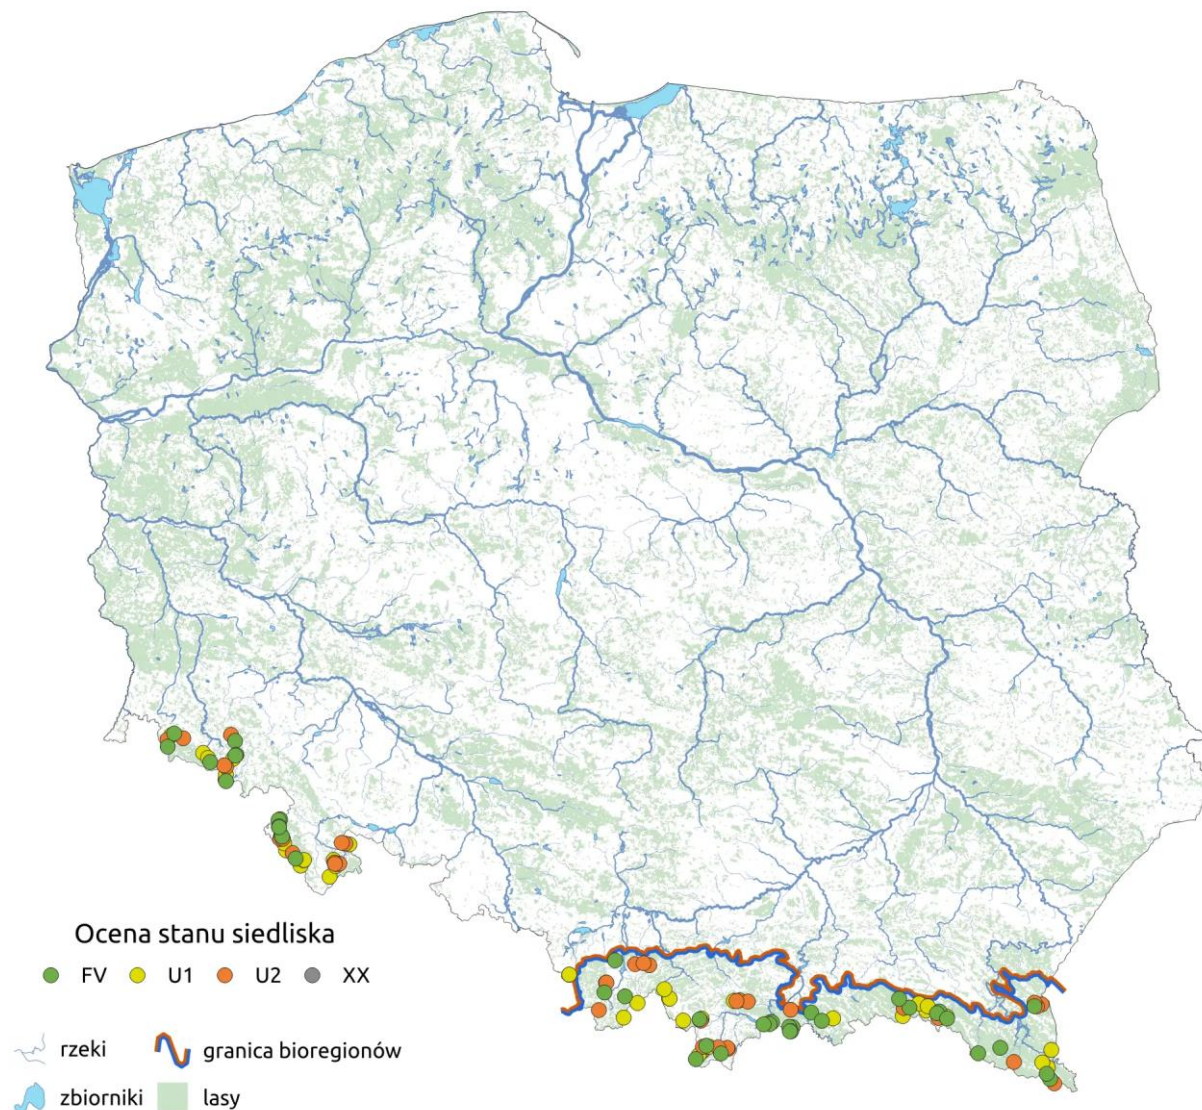 Ocena stanu siedliska
FV U1 U2 XX
rzeki granica bioregionów
zbiorniki lasy